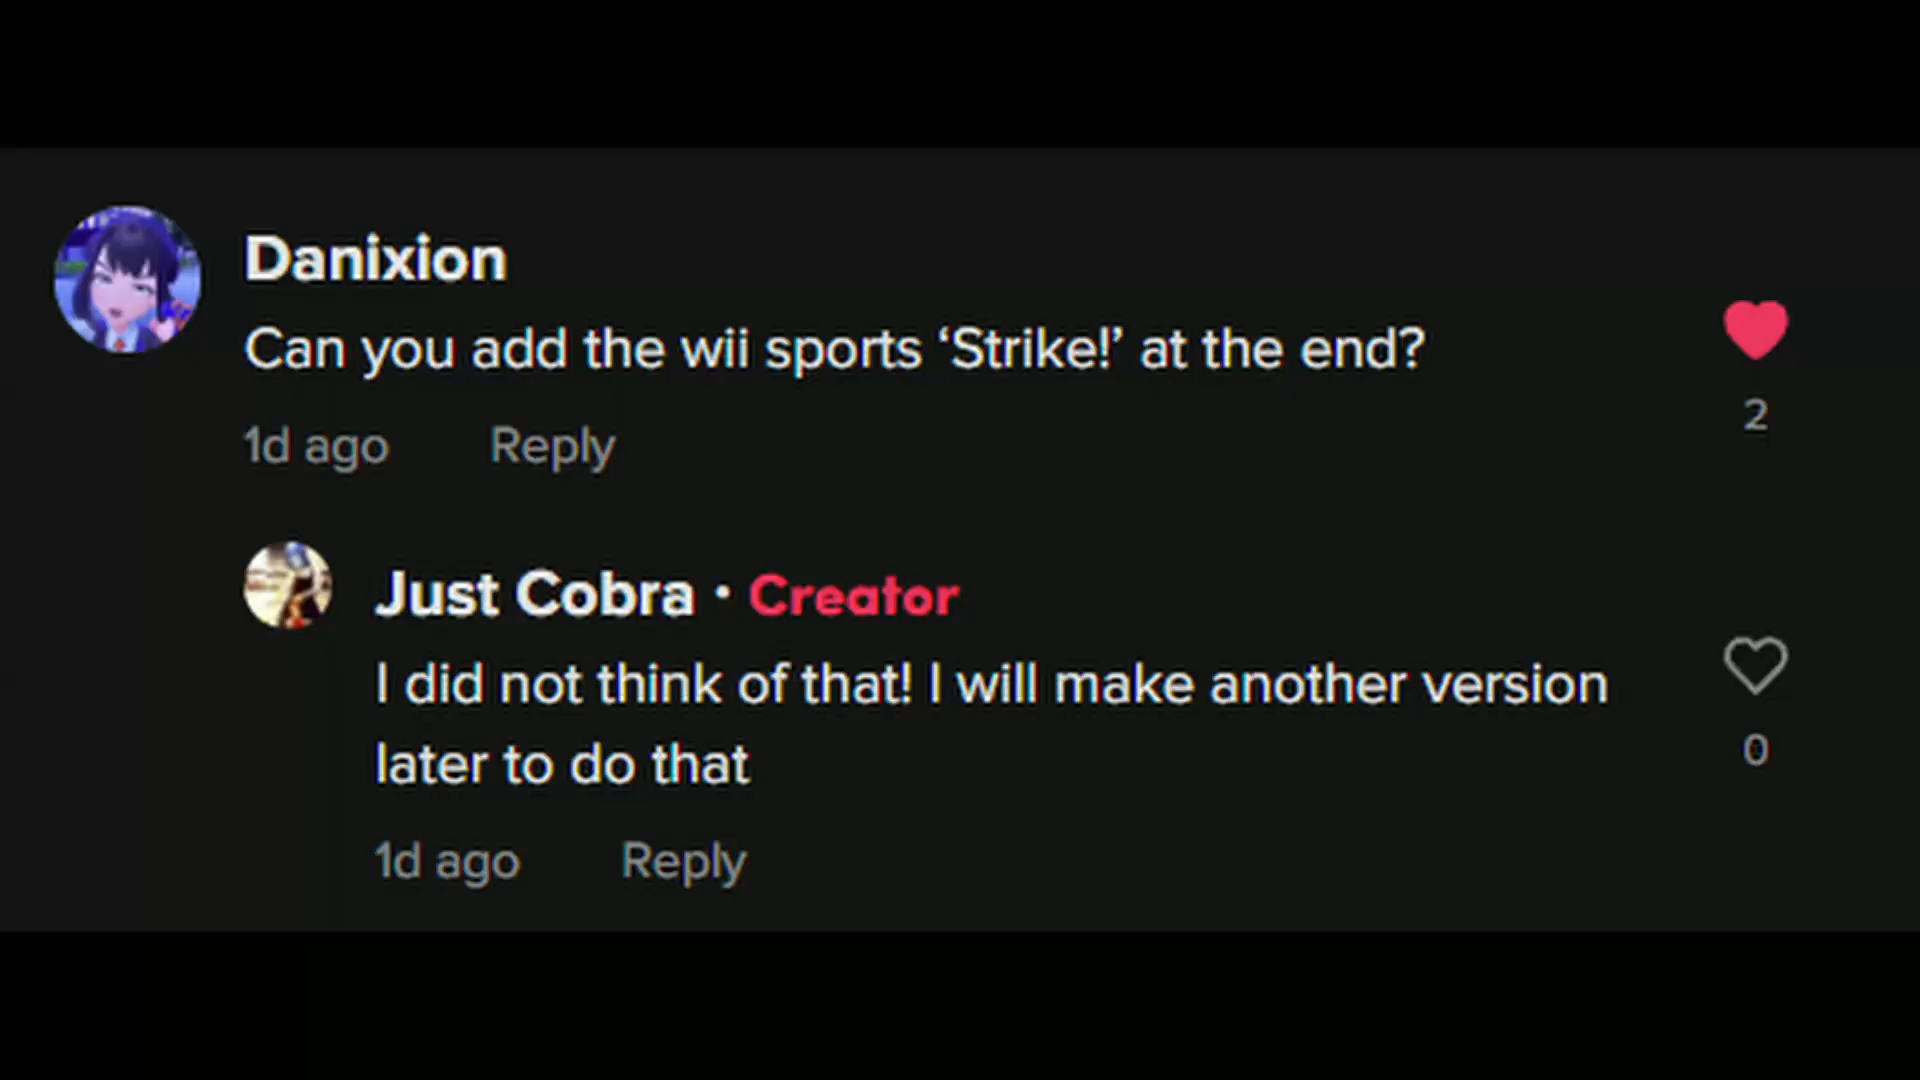 Danixion
Can you add the wii sports ‘Strike!’ at the end?
2
1d ago Reply
Just Cobra · Creator
I did not think of that! I will make another version
later to do that
0
1d ago Reply